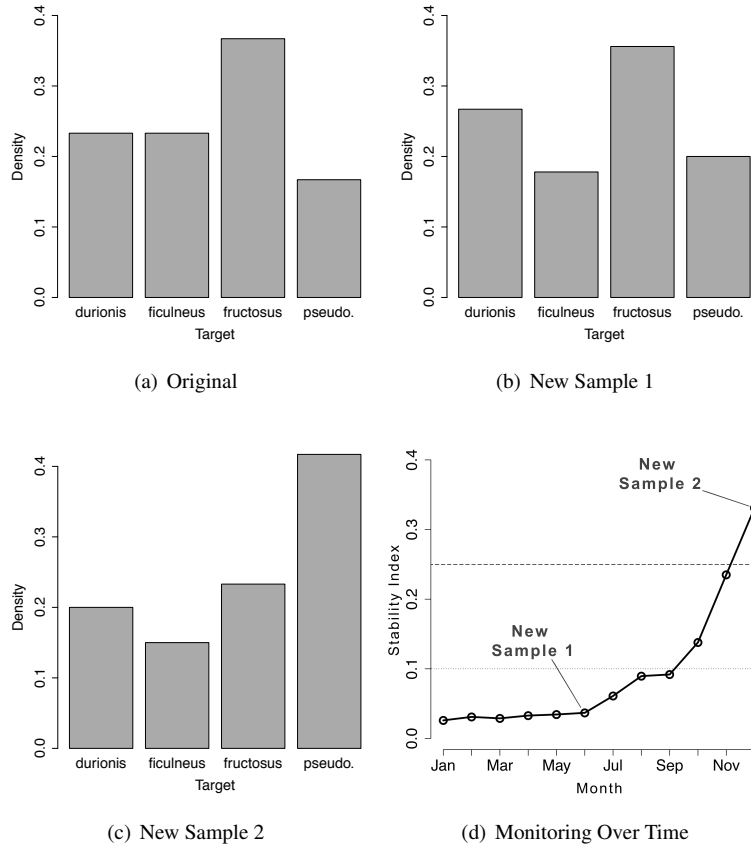 0.4
0.3
0.2
0.1
0.0
Density
durionis ficulneus fructosus pseudo.
Target
(a) Original
0.4
0.3
0.2
0.1
0.0
Density
durionis ficulneus fructosus pseudo.
Target
(b) New Sample 1
0.4
0.3
0.2
0.1
0.0
Density
durionis ficulneus fructosus pseudo.
Target
(c) New Sample 2
0.4
0.3
0.2
0.1
0.0
Stability Index
New
Sample 2
New
Sample 1
Jan Mar May Jul Sep Nov
Month
(d) Monitoring Over Time